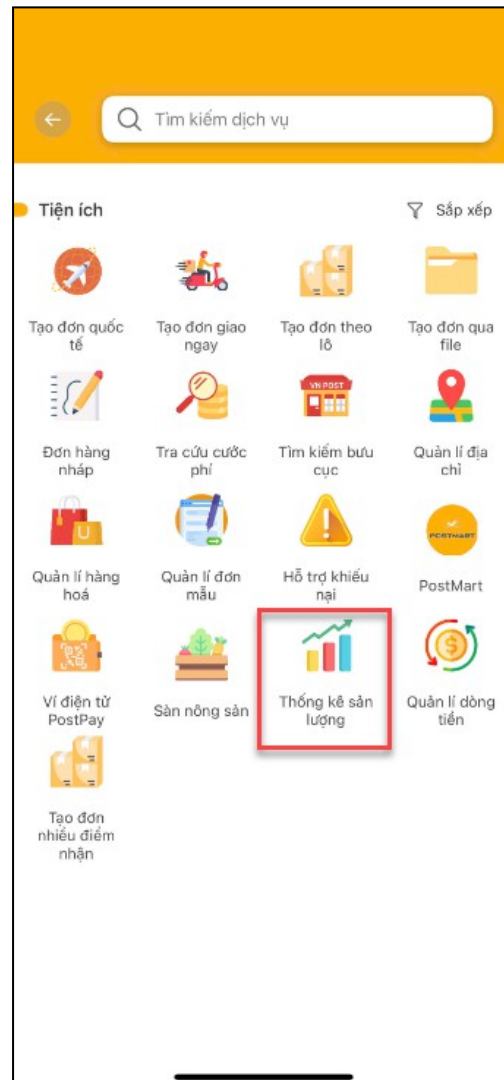 Tìm kiếm dịch vụ
Tiện ích
Sắp xếp
Tạo đơn quốc
tế
Tạo đơn giao
ngay
Tạo đơn theo
lô
Tạo đơn qua
file
VN POST
Đơn hàng
nháp
Tra cứu cước
phí
Tìm kiếm bưu
cục
Quản lí địa
chỉ
POSTMART
Quản lí hàng
hoá
Quản lí đơn
mẫu
Hỗ trợ khiếu
nại
PostMart
Ví điện tử
PostPay
Sàn nông sản
Thống kê sản
lượng
Quản lí dòng
tiền
Tạo đơn
nhiều điểm
nhận